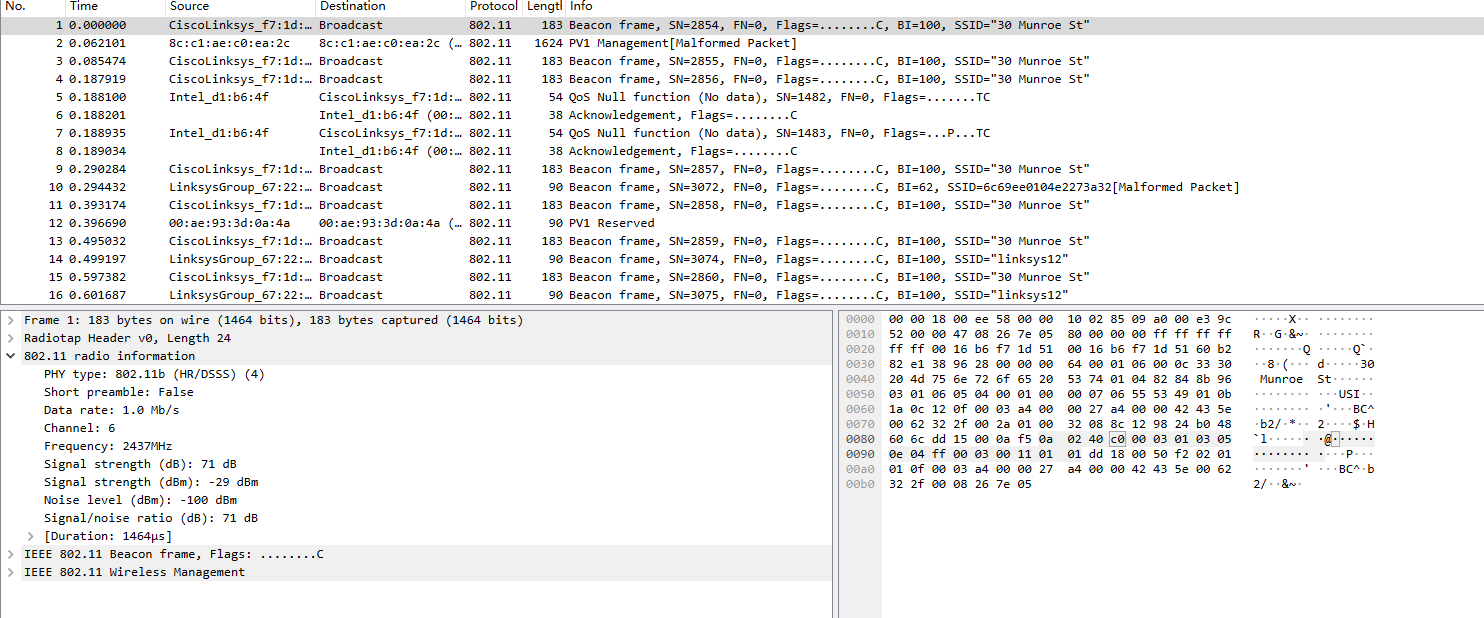 No. Time Source Destination Protocol Lengtl Info
1 0.000000 CiscoLinksys_f7:1d:… Broadcast 802.11 183 Beacon frame, SN=2854, FN=0, Flags=........C, BI=100, SSID="30 Munroe St"
2 0.062101 8c:c1:ae:c0:ea:2c 8c:c1:ae:c0:ea:2c (… 802.11 1624 PV1 Management[Malformed Packet]
3 0.085474 CiscoLinksys_f7:1d:… Broadcast 802.11 183 Beacon frame, SN=2855, FN=0, Flags=........C, BI=100, SSID="30 Munroe St"
4 0.187919 CiscoLinksys_f7:1d:… Broadcast 802.11 183 Beacon frame, SN=2856, FN=0, Flags=........C, BI=100, SSID="30 Munroe St"
5 0.188100 Intel_d1:b6:4f CiscoLinksys_f7:1d:… 802.11 54 QoS Null function (No data), SN=1482, FN=0, Flags=.......TC
6 0.188201 Intel_d1:b6:4f (00:… 802.11 38 Acknowledgement, Flags=........C
7 0.188935 Intel_d1:b6:4f CiscoLinksys_f7:1d:… 802.11 54 QoS Null function (No data), SN=1483, FN=0, Flags=...P...TC
8 0.189034 Intel_d1:b6:4f (00:… 802.11 38 Acknowledgement, Flags=........C
9 0.290284 CiscoLinksys_f7:1d:… Broadcast 802.11 183 Beacon frame, SN=2857, FN=0, Flags=........C, BI=100, SSID="30 Munroe St"
10 0.294432 LinksysGroup_67:22:… Broadcast 802.11 90 Beacon frame, SN=3072, FN=0, Flags=........C, BI=62, SSID=6c69ee0104e2273a32[Malformed Packet]
11 0.393174 CiscoLinksys_f7:1d:… Broadcast 802.11 183 Beacon frame, SN=2858, FN=0, Flags=........C, BI=100, SSID="30 Munroe St"
12 0.396690 00:ae:93:3d:0a:4a 00:ae:93:3d:0a:4a (… 802.11 90 PV1 Reserved
13 0.495032 CiscoLinksys_f7:1d:… Broadcast 802.11 183 Beacon frame, SN=2859, FN=0, Flags=........C, BI=100, SSID="30 Munroe St"
14 0.499197 LinksysGroup_67:22:… Broadcast 802.11 90 Beacon frame, SN=3074, FN=0, Flags=........C, BI=100, SSID="linksys12"
15 0.597382 CiscoLinksys_f7:1d:… Broadcast 802.11 183 Beacon frame, SN=2860, FN=0, Flags=........C, BI=100, SSID="30 Munroe St"
16 0.601687 LinksysGroup_67:22:… Broadcast 802.11 90 Beacon frame, SN=3075, FN=0, Flags=........C, BI=100, SSID="linksys12"
Frame 1: 183 bytes on wire (1464 bits), 183 bytes captured (1464 bits)
Radiotap Header v0, Length 24
802.11 radio information
PHY type: 802.11b (HR/DSSS) (4)
Short preamble: False
Data rate: 1.0 Mb/s
Channel: 6
Frequency: 2437MHz
Signal strength (dB): 71 dB
Signal strength (dBm): -29 dBm
Noise level (dBm): -100 dBm
Signal/noise ratio (dB): 71 dB
[Duration: 1464µs]
IEEE 802.11 Beacon frame, Flags: ........C
IEEE 802.11 Wireless Management
0000 00 00 18 00 ee 58 00 00 10 02 85 09 a0 00 e3 9c ·····X·· ········
0010 52 00 00 47 08 26 7e 05 80 00 00 00 ff ff ff ff R··G·&~· ········
0020 ff ff 00 16 b6 f7 1d 51 00 16 b6 f7 1d 51 60 b2 ·······Q ·····Q`·
0030 82 e1 38 96 28 00 00 00 64 00 01 06 00 0c 33 30 ··8·(··· d·····30
0040 20 4d 75 6e 72 6f 65 20 53 74 01 04 82 84 8b 96 Munroe St······
0050 03 01 06 05 04 00 01 00 00 07 06 55 53 49 01 0b ········ ···USI··
0060 1a 0c 12 0f 00 03 a4 00 00 27 a4 00 00 42 43 5e ········ ·'···BC^
0070 00 62 32 2f 00 2a 01 00 32 08 8c 12 98 24 b0 48 ·b2/·*·· 2····$·H
0080 60 6c dd 15 00 0a f5 0a 02 40 c0 00 03 01 03 05 `l······ ·@······
0090 0e 04 ff 00 03 00 11 01 01 dd 18 00 50 f2 02 01 ········ ····P···
00a0 01 0f 00 03 a4 00 00 27 a4 00 00 42 43 5e 00 62 ·······' ···BC^·b
00b0 32 2f 00 08 26 7e 05 2/··&~·